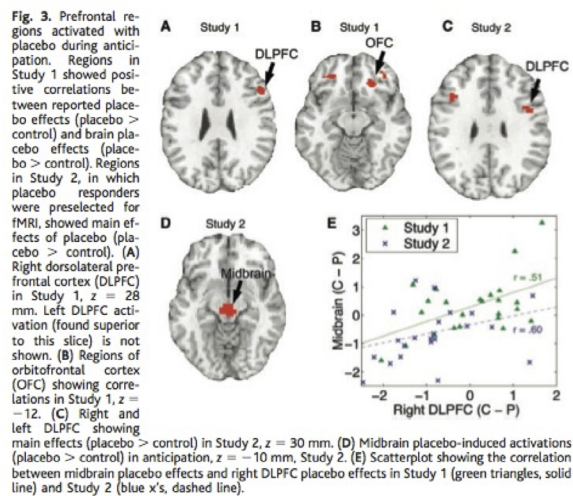 Fig. 3. Prefrontal re-
gions activated with
placebo during antici-
pation. Regions in
Study 1 showed posi-
tive correlations be-
tween reported place-
bo effects (placebo >
control) and brain pla-
cebo effects (place-
bo > control). Regions
in Study 2, in which
placebo responders
were preselected for
fMRI, showed main ef-
fects of placebo (pla-
cebo > control). (A)
Right dorsolateral pre-
frontal cortex (DLPFC)
in Study 1, z = 28
mm. Left DLPFC acti-
vation (found superior
to this slice) is not
shown. (B) Regions of
orbitofrontal cortex
(OFC) showing corre-
lations in Study 1, z =
−12. (C) Right and
left DLPFC showing
main effects (placebo > control) in Study 2, z = 30 mm. (D) Midbrain placebo-induced activations
(placebo > control) in anticipation, z = −10 mm, Study 2. (E) Scatterplot showing the correlation
between midbrain placebo effects and right DLPFC placebo effects in Study 1 (green triangles, solid
line) and Study 2 (blue x's, dashed line).
A Study 1
DLPFC
B Study 1
OFC
C Study 2
DLPFC
D Study 2
Midbrain
E
Study 1
Study 2
r = .51
r = .60
Midbrain (C − P)
3
2
1
0
−1
−2
−2 −1 0 1 2
Right DLPFC (C − P)